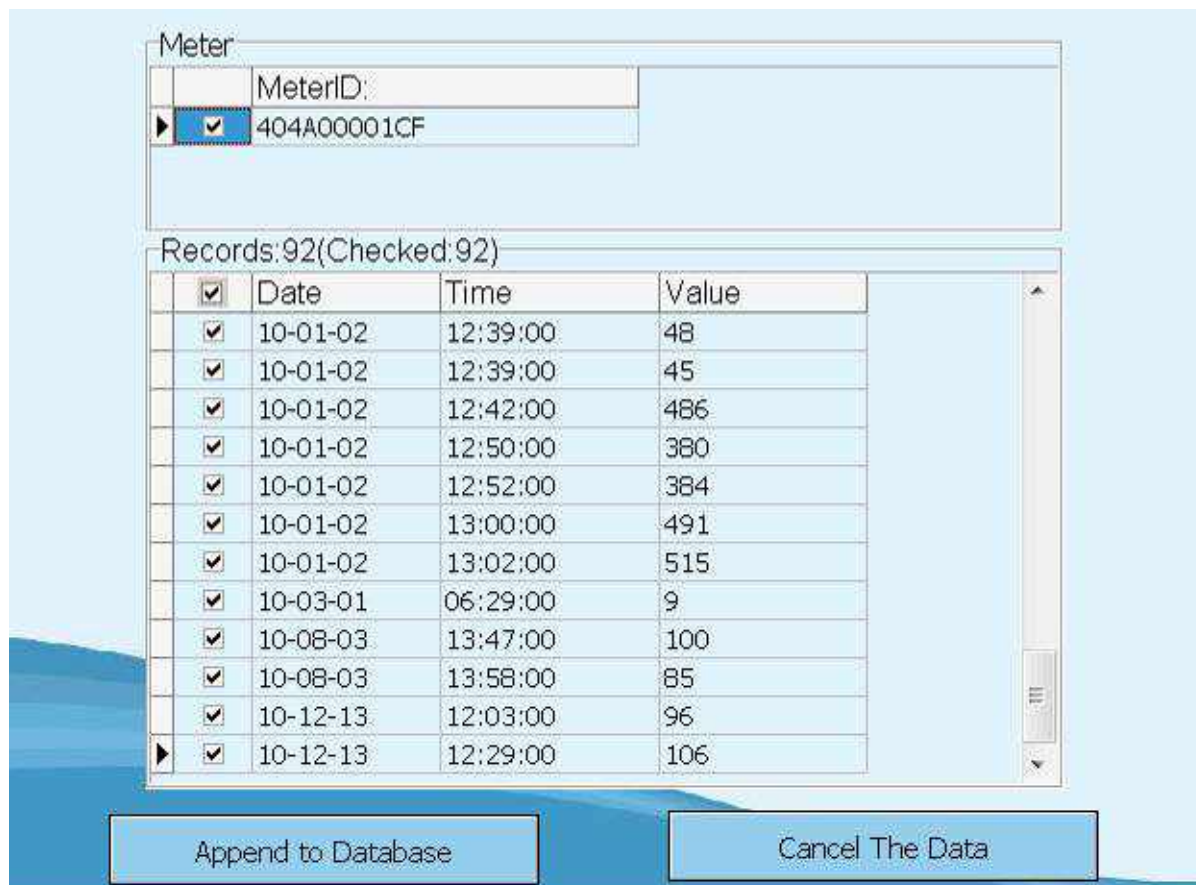 Meter
MeterID:
404A00001CF
Records:92(Checked:92)
Date Time Value
10-01-02 12:39:00 48
10-01-02 12:39:00 45
10-01-02 12:42:00 486
10-01-02 12:50:00 380
10-01-02 12:52:00 384
10-01-02 13:00:00 491
10-01-02 13:02:00 515
10-03-01 06:29:00 9
10-08-03 13:47:00 100
10-08-03 13:58:00 85
10-12-13 12:03:00 96
10-12-13 12:29:00 106
Append to Database Cancel The Data